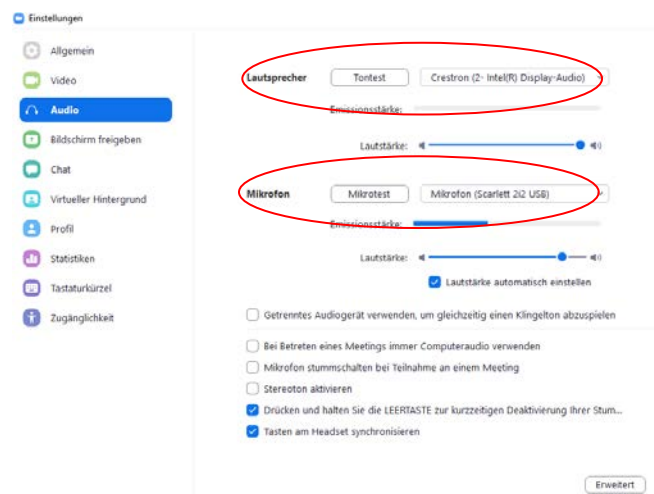 Einstellungen
Allgemein
Video
Audio
Bildschirm freigeben
Chat
Virtueller Hintergrund
Profil
Statistiken
Tastaturkürzel
Zugänglichkeit
Lautsprecher Tontest Crestron (2- Intel(R) Display-Audio)
Emissionsstärke:
Lautstärke:
Mikrofon Mikrotest Mikrofon (Scarlett 2i2 USB)
Emissionsstärke:
Lautstärke:
Lautstärke automatisch einstellen
Getrenntes Audiogerät verwenden, um gleichzeitig einen Klingelton abzuspielen
Bei Betreten eines Meetings immer Computeraudio verwenden
Mikrofon stummschalten bei Teilnahme an einem Meeting
Stereoton aktivieren
Drücken und halten Sie die LEERTASTE zur kurzzeitigen Deaktivierung Ihrer Stum...
Tasten am Headset synchronisieren
Erweitert